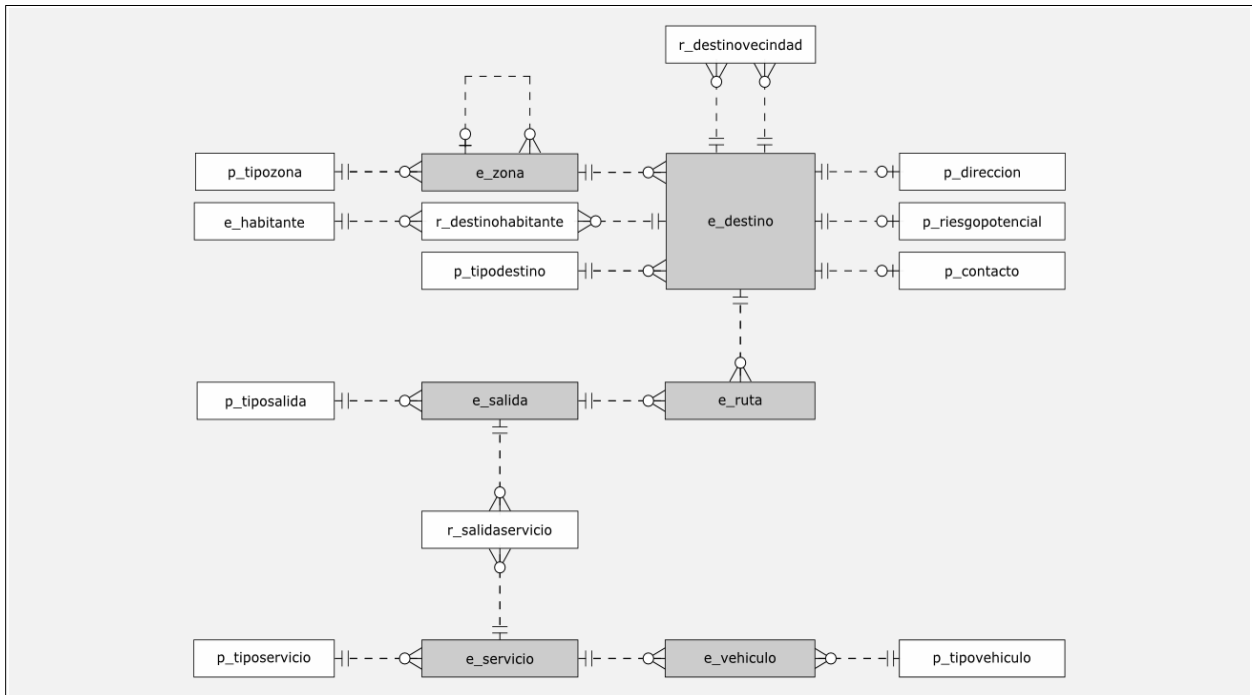 r_destinovecindad
p_tipozona
e_zona
p_direccion
e_habitante
r_destinohabitante
e_destino
p_riesgopotencial
p_tipodestino
p_contacto
p_tiposalida
e_salida
e_ruta
r_salidaservicio
p_tiposervicio
e_servicio
e_vehiculo
p_tipovehiculo